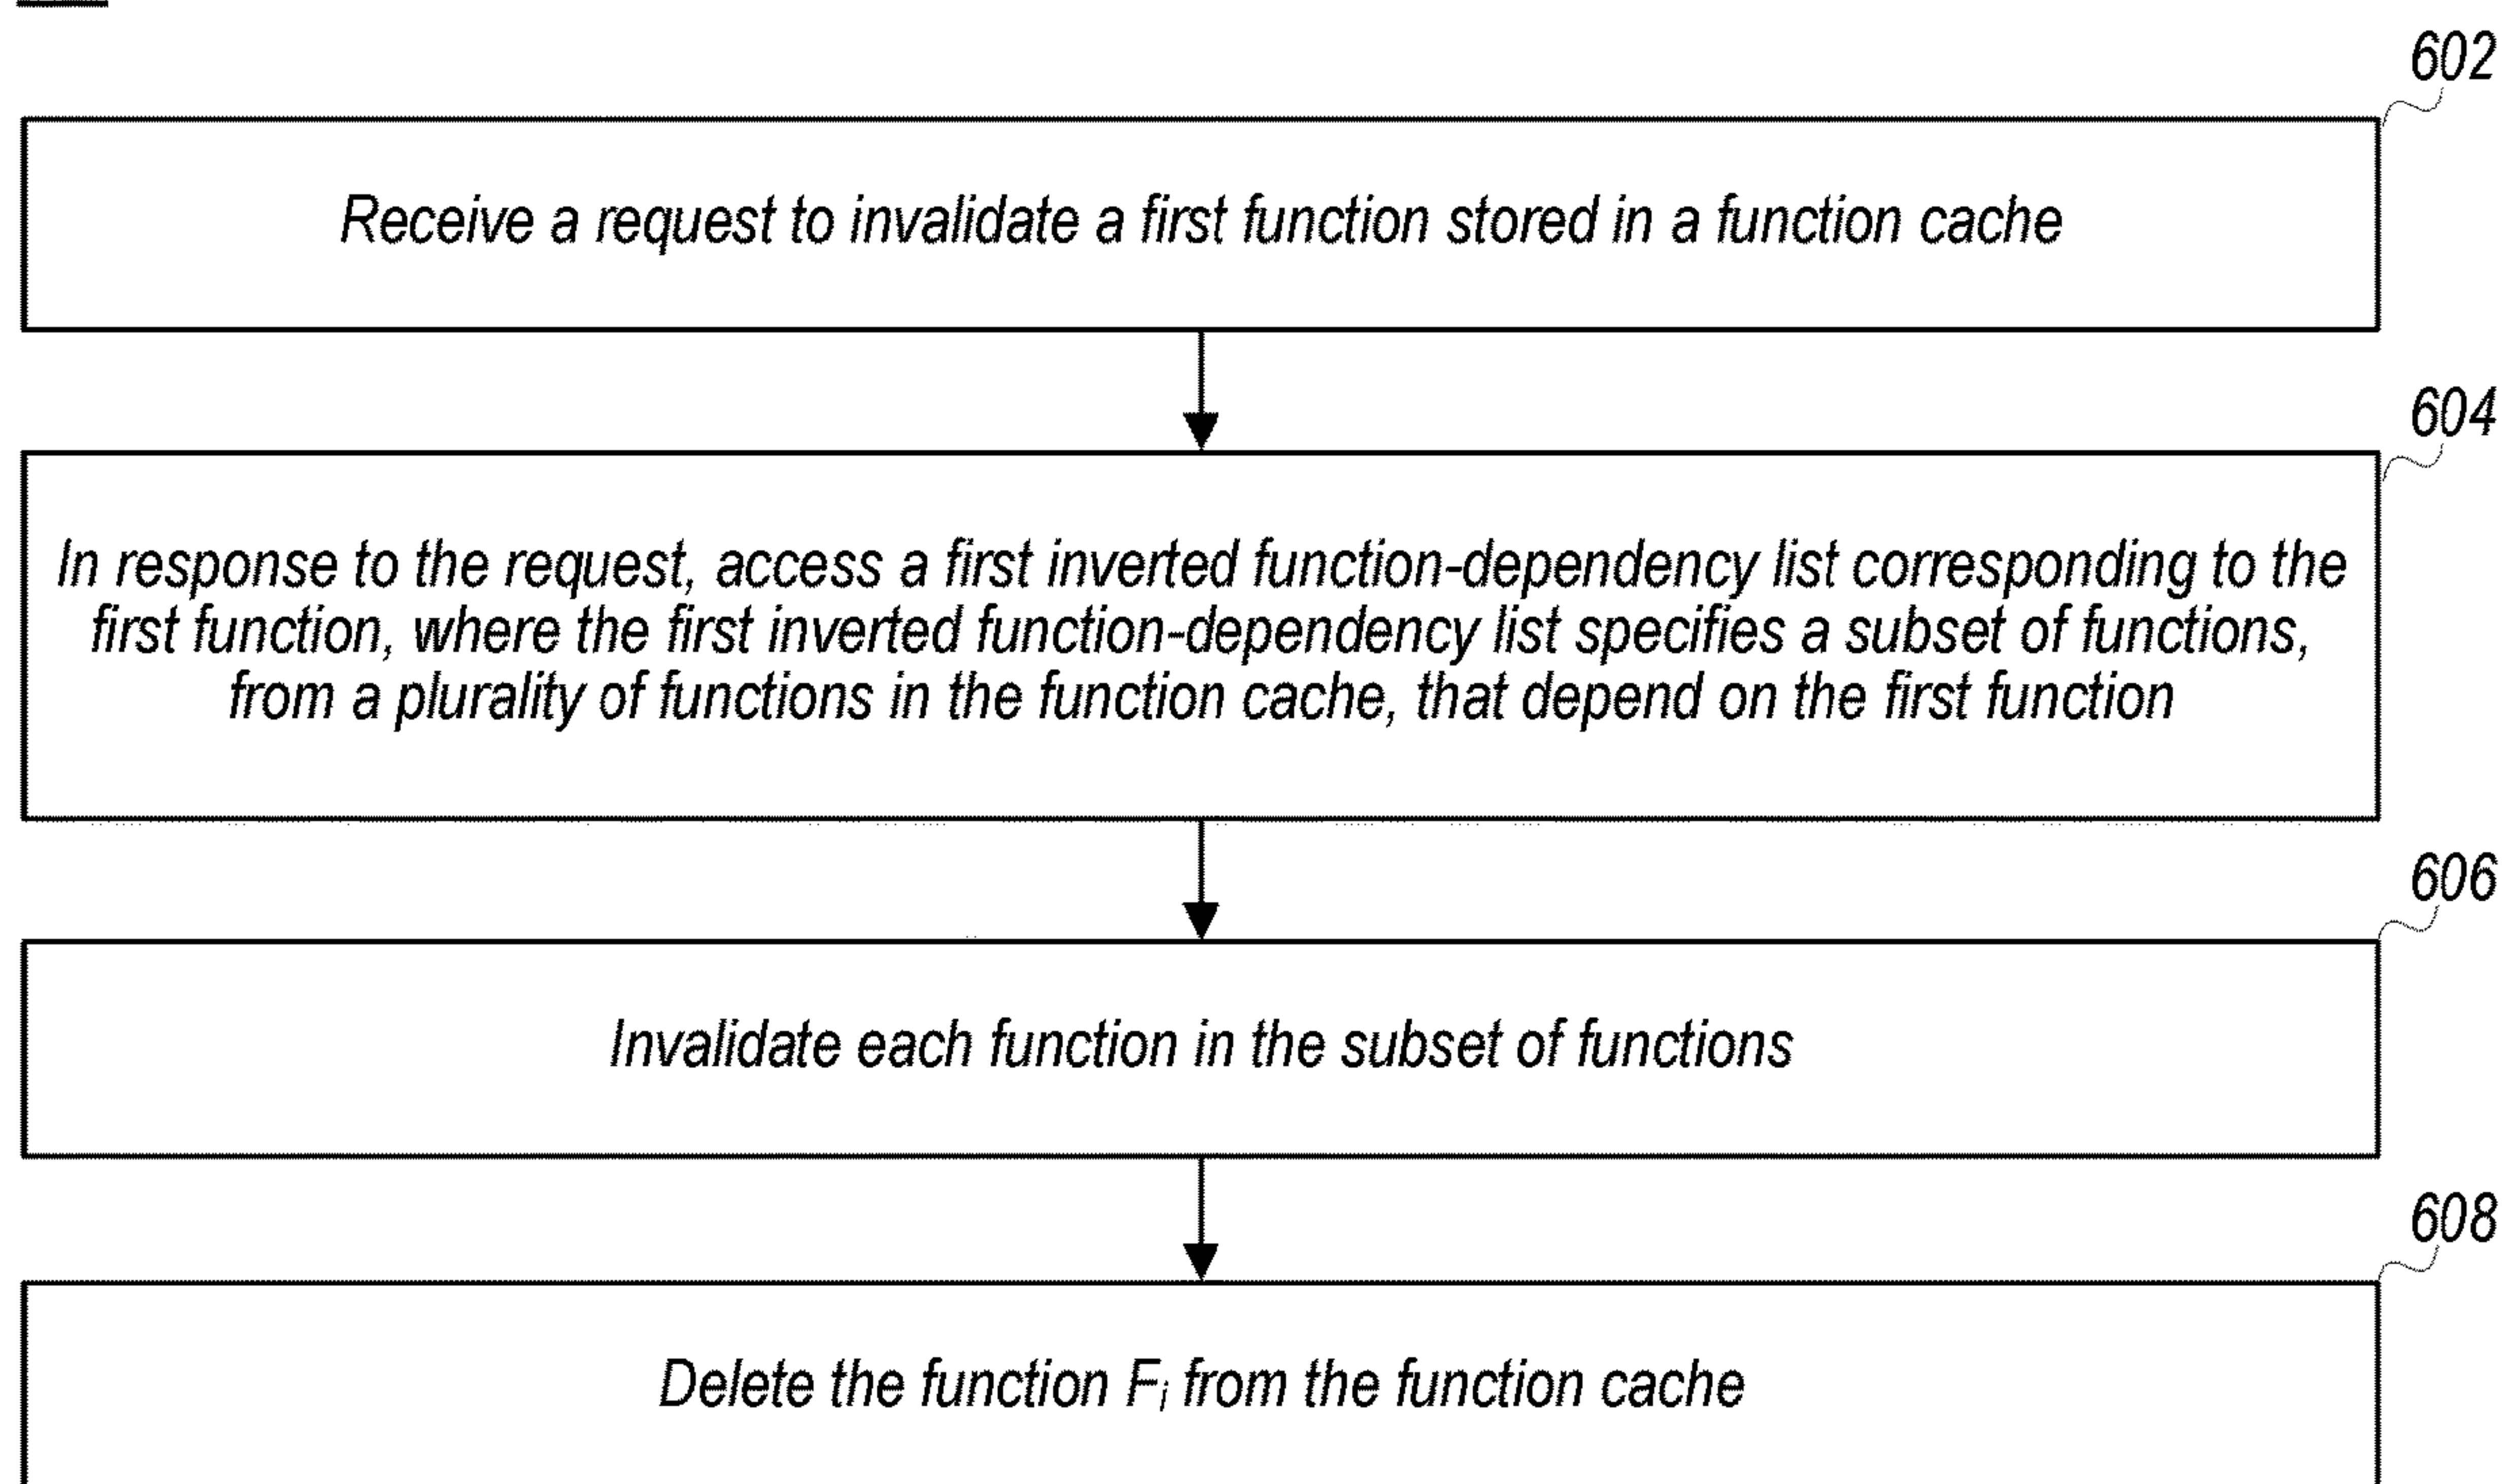 602
Receive a request to invalidate a first function stored in a function cache
604
In response to the request, access a first inverted function-dependency list corresponding to the
first function, where the first inverted function-dependency list specifies a subset of functions,
from a plurality of functions in the function cache, that depend on the first function
606
Invalidate each function in the subset of functions
608
Delete the function Fᵢ from the function cache